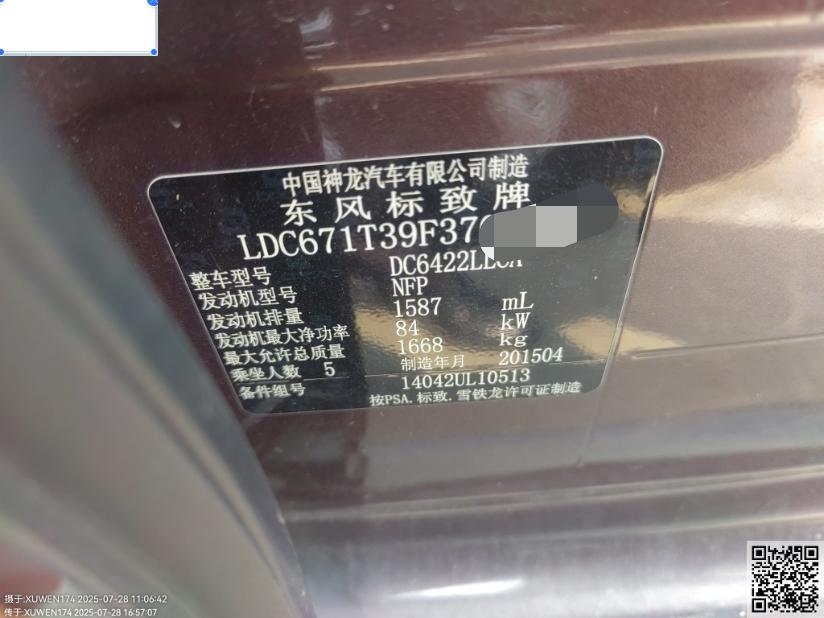 中国神龙汽车有限公司制造
东风标致牌
LDC671T39F37
整车型号 DC6422L
发动机型号 NFP
发动机排量 1587 mL
发动机最大净功率 84 kW
最大允许总质量 1668 kg
乘坐人数 5 制造年月 201504
备件组号 14042UL10513
按PSA.标致.雪铁龙许可证制造
摄于:XUWEN174 2025-07-28 11:06:42
传于:XUWEN174 2025-07-28 16:57:07